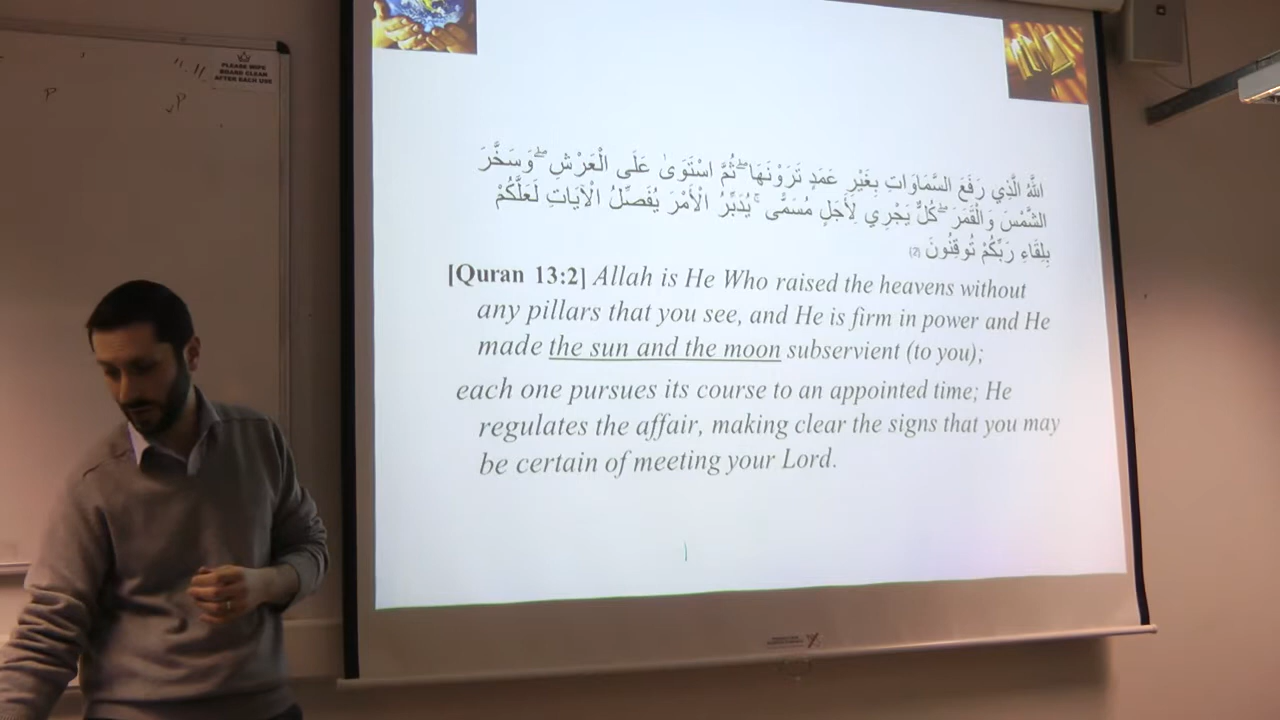 PLEASE WIPE
BOARD CLEAN
AFTER EACH USE
P
P
اللَّهُ الَّذِي رَفَعَ السَّمَاوَاتِ بِغَيْرِ عَمَدٍ تَرَوْنَهَا ۖ ثُمَّ اسْتَوَىٰ عَلَى الْعَرْشِ ۖ وَسَخَّرَ
الشَّمْسَ وَالْقَمَرَ ۖ كُلٌّ يَجْرِي لِأَجَلٍ مُسَمًّى ۚ يُدَبِّرُ الْأَمْرَ يُفَصِّلُ الْآيَاتِ لَعَلَّكُمْ
بِلِقَاءِ رَبِّكُمْ تُوقِنُونَ {2}
[Quran 13:2] Allah is He Who raised the heavens without
any pillars that you see, and He is firm in power and He
made the sun and the moon subservient (to you);
each one pursues its course to an appointed time; He
regulates the affair, making clear the signs that you may
be certain of meeting your Lord.